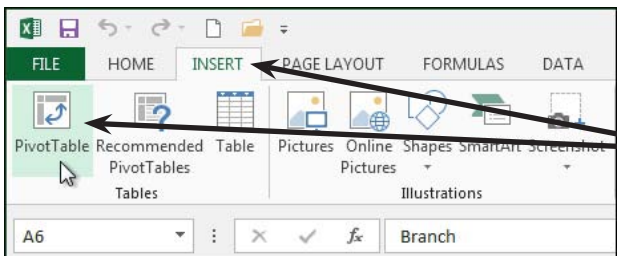 FILE HOME INSERT PAGE LAYOUT FORMULAS DATA
PivotTable Recommended PivotTables Table Pictures Online Pictures Shapes SmartArt Screenshot
Tables Illustrations
A6 fx Branch